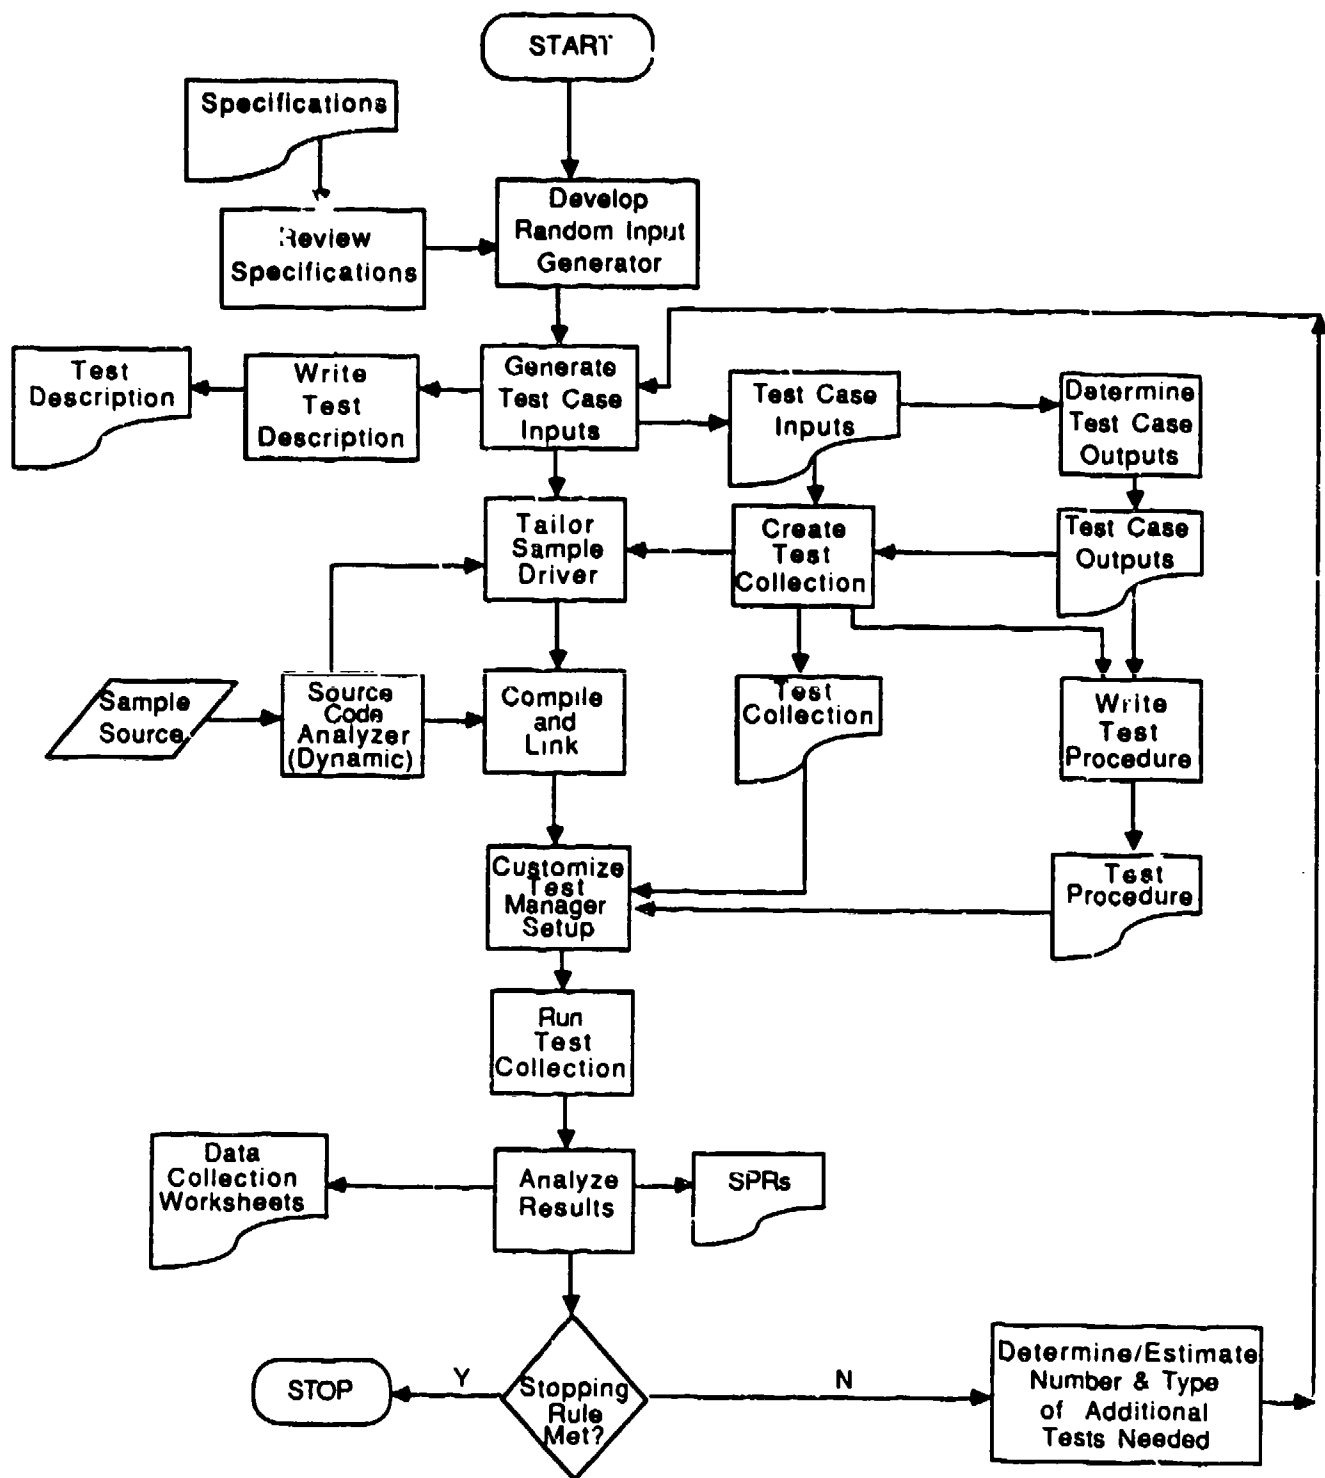 START
Specifications
Develop
Random Input
Generator
Review
Specifications
Test
Description
Write
Test
Description
Generate
Test Case
Inputs
Test Case
Inputs
Determine
Test Case
Outputs
Tailor
Sample
Driver
Create
Test
Collection
Test Case
Outputs
Sample
Source
Source
Code
Analyzer
(Dynamic)
Compile
and
Link
Test
Collection
Write
Test
Procedure
Customize
Test
Manager
Setup
Test
Procedure
Run
Test
Collection
Data
Collection
Worksheets
Analyze
Results
SPRs
STOP
Y
Stopping
Rule
Met?
N
Determine/Estimate
Number & Type
of Additional
Tests Needed